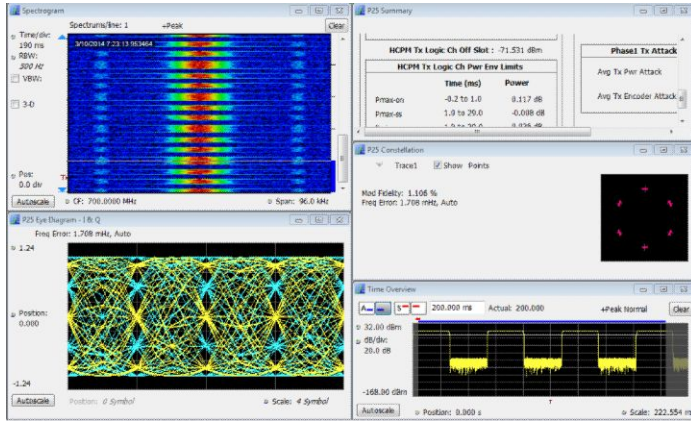 Spectrogram
Spectrums/line: 1
+Peak
Clear
Time/div:
190 ms
RBW:
300 Hz
VBW:
3-D
Pos:
0.0 div
3/10/2014 7:23:13.953464
Autoscale
CF: 700.0000 MHz
Span: 96.0 kHz
P25 Summary
HCPM Tx Logic Ch Off Slot : -71.531 dBm
HCPM Tx Logic Ch Pwr Env Limits
Time (ms) Power
Pmax-on -0.2 to 1.0 0.117 dB
Pmax-ss 1.0 to 29.0 -0.008 dB
Phase1 Tx Attack
Avg Tx Pwr Attack
Avg Tx Encoder Attack
P25 Constellation
Trace1 Show Points
Mod Fidelity: 1.106 %
Freq Error: 1.708 mHz, Auto
P25 Eye Diagram - I & Q
Freq Error: 1.708 mHz, Auto
1.24
Position:
0.000
-1.24
Autoscale
Position: 0 Symbol
Scale: 4 Symbol
Time Overview
200.000 ms
Actual: 200.000
+Peak Normal
Clear
32.00 dBm
dB/div:
20.0 dB
-168.00 dBm
Autoscale
Position: 0.000 s
Scale: 222.554 ms